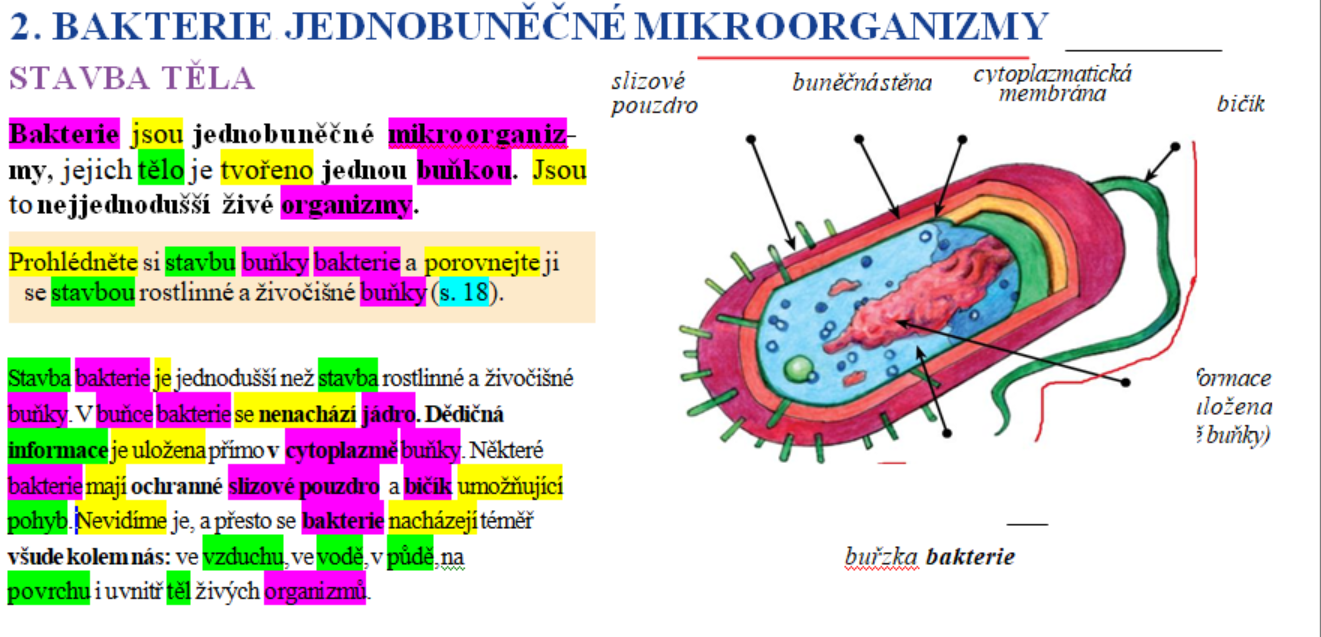 2. BAKTERIE JEDNOBUNĚČNÉ MIKROORGANIZMY
STAVBA TĚLA
Bakterie jsou jednobuněčné mikroorganiz-
my, jejich tělo je tvořeno jednou buňkou. Jsou
to nejjednodušší živé organizmy.
Prohlédněte si stavbu buňky bakterie a porovnejte ji
se stavbou rostlinné a živočišné buňky (s. 18).
Stavba bakterie je jednodušší než stavba rostlinné a živočišné
buňky. V buňce bakterie se nenachází jádro. Dědičná
informace je uložena přímo v cytoplazmě buňky. Některé
bakterie mají ochranné slizové pouzdro a bičík umožňující
pohyb. Nevidíme je, a přesto se bakterie nacházejí téměř
všude kolem nás: ve vzduchu, ve vodě, v půdě, na
povrchu i uvnitř těl živých organizmů.
slizové
pouzdro
buněčná stěna
cytoplazmatická
membrána
bičík
formace
uložena
ě buňky)
buřzka bakterie